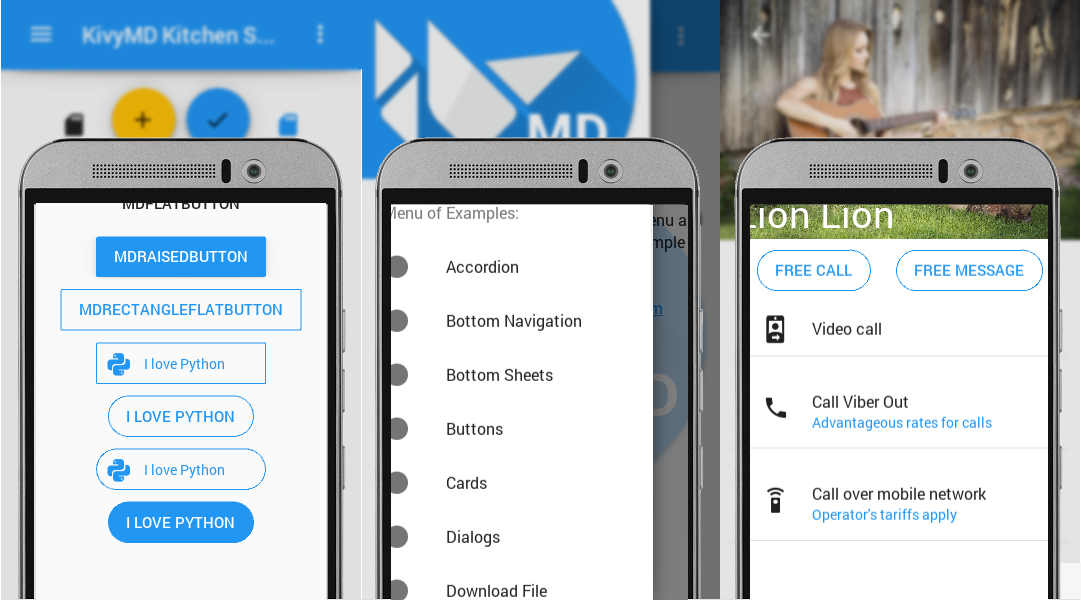 KivyMD Kitchen S...
MDFLATBUTTON
MDRAISEDBUTTON
MDRECTANGLEFLATBUTTON
I love Python
I LOVE PYTHON
I love Python
I LOVE PYTHON
MD
Menu of Examples:
Accordion
Bottom Navigation
Bottom Sheets
Buttons
Cards
Dialogs
Download File
enu a
mple
m
Lion Lion
FREE CALL
FREE MESSAGE
Video call
Call Viber Out
Advantageous rates for calls
Call over mobile network
Operator's tariffs apply